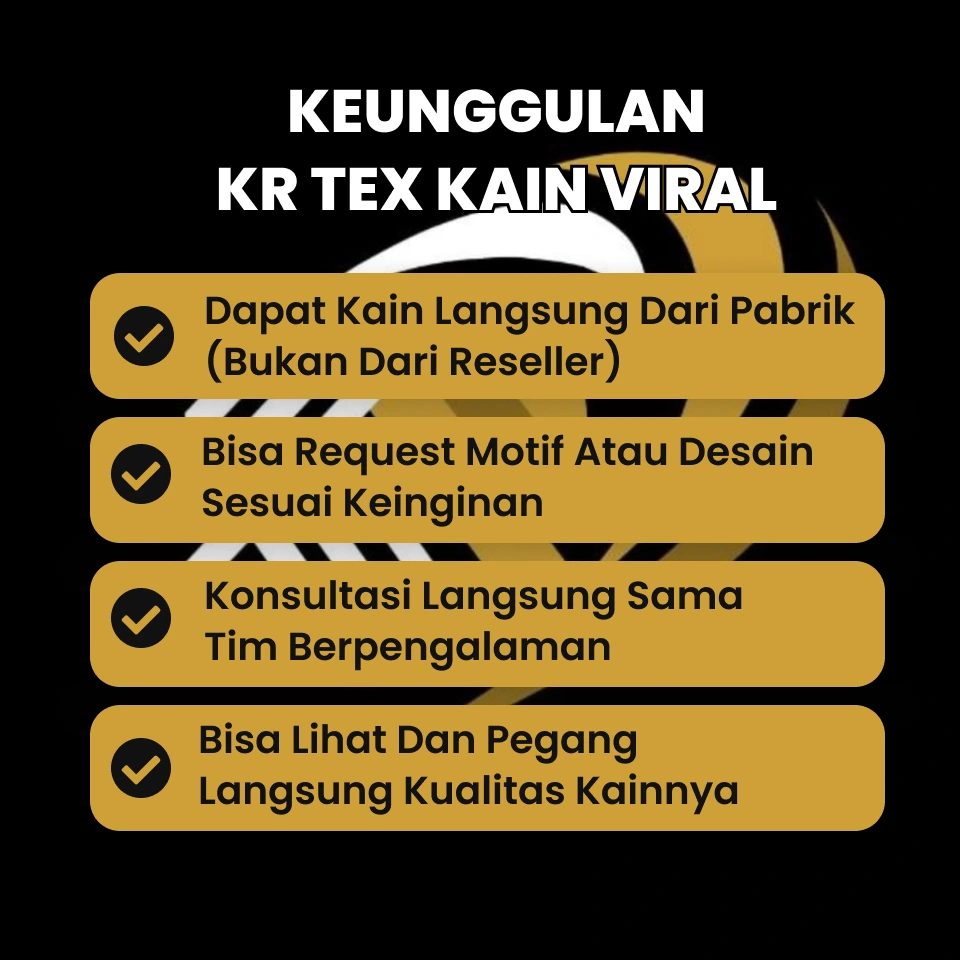 KEUNGGULAN
KR TEX KAIN VIRAL
Dapat Kain Langsung Dari Pabrik
(Bukan Dari Reseller)
Bisa Request Motif Atau Desain
Sesuai Keinginan
Konsultasi Langsung Sama
Tim Berpengalaman
Bisa Lihat Dan Pegang
Langsung Kualitas Kainnya